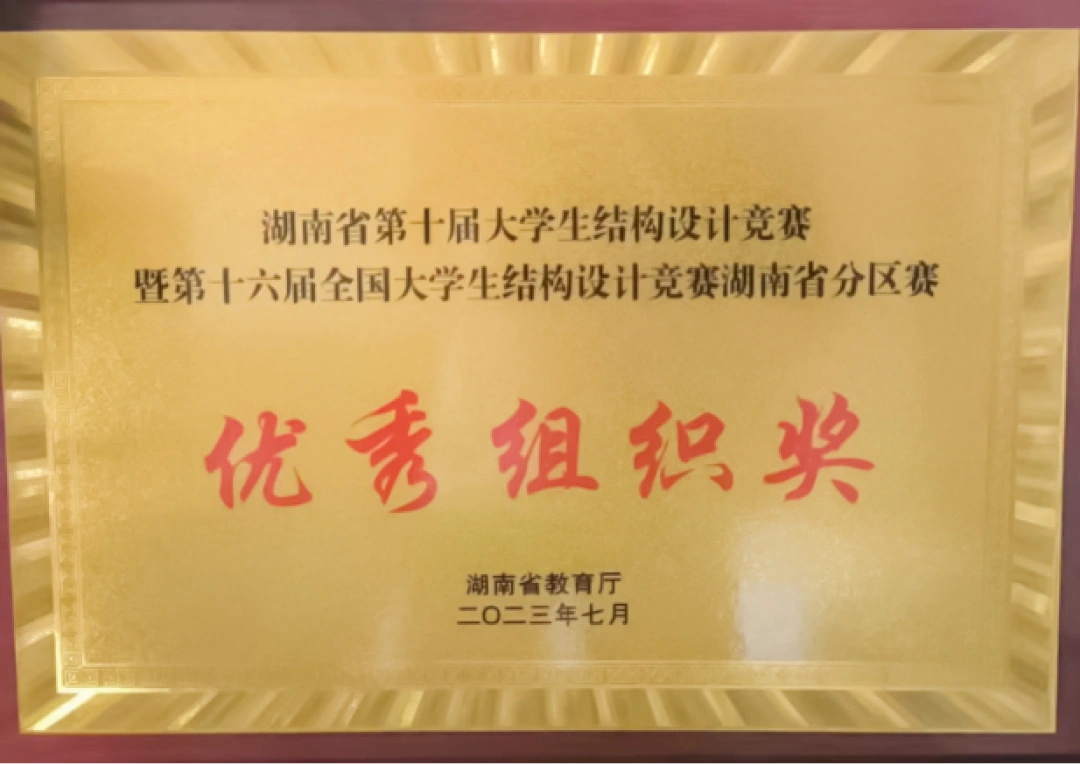 湖南省第十届大学生结构设计竞赛
暨第十六届全国大学生结构设计竞赛湖南省分区赛
优秀组织奖
湖南省教育厅
二〇二三年七月